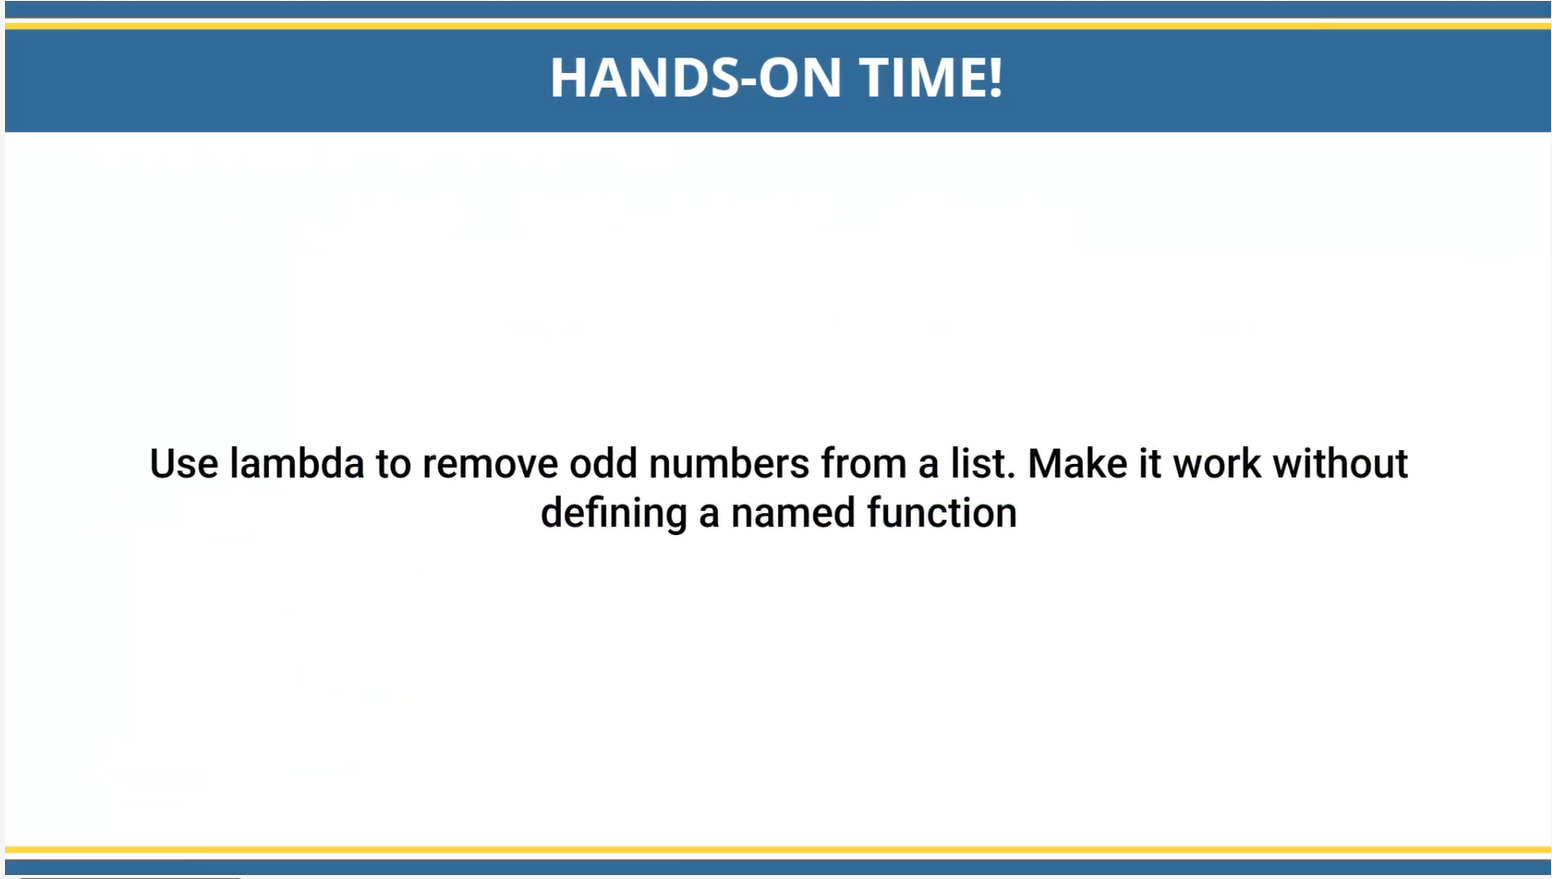 HANDS-ON TIME!
Use lambda to remove odd numbers from a list. Make it work without
defining a named function